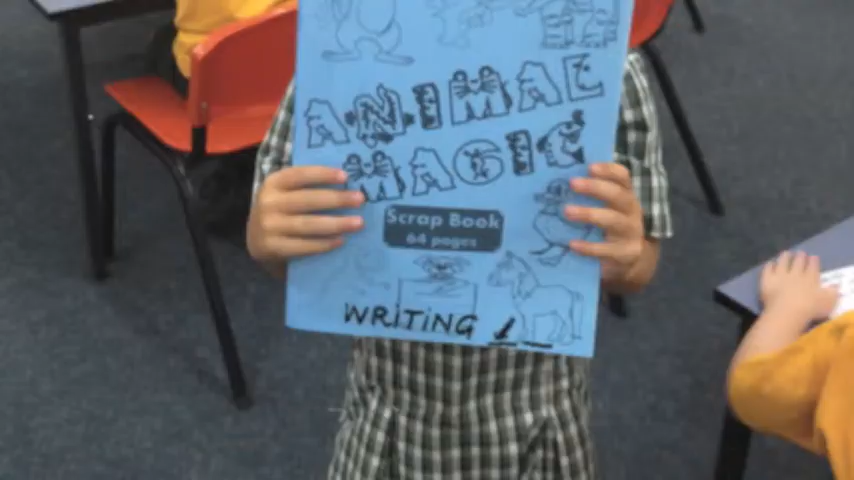 ANIMAL
MAGIC
Scrap Book
64 pages
WRITING